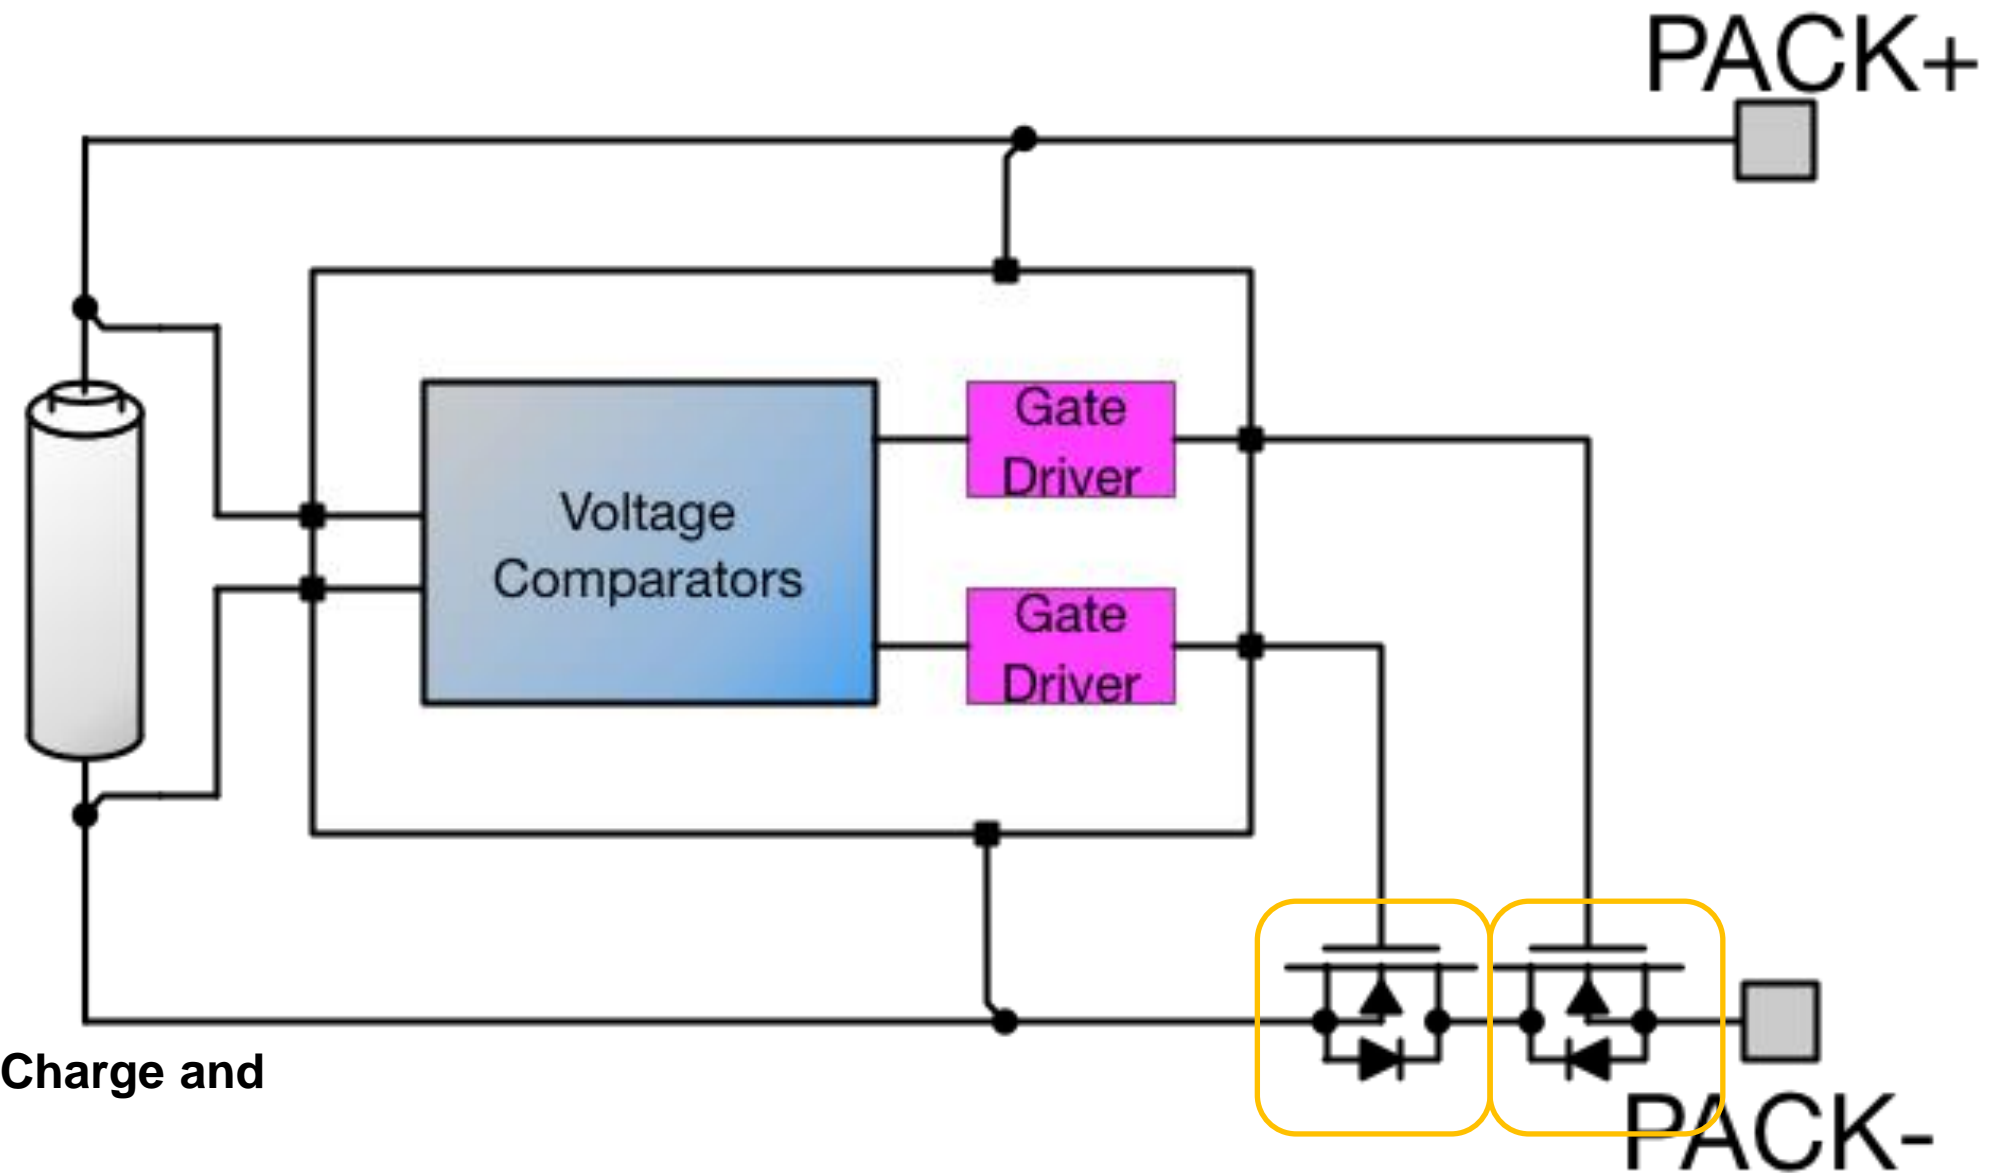 PACK+
Gate
Driver
Voltage
Comparators
Gate
Driver
Charge and
PACK-